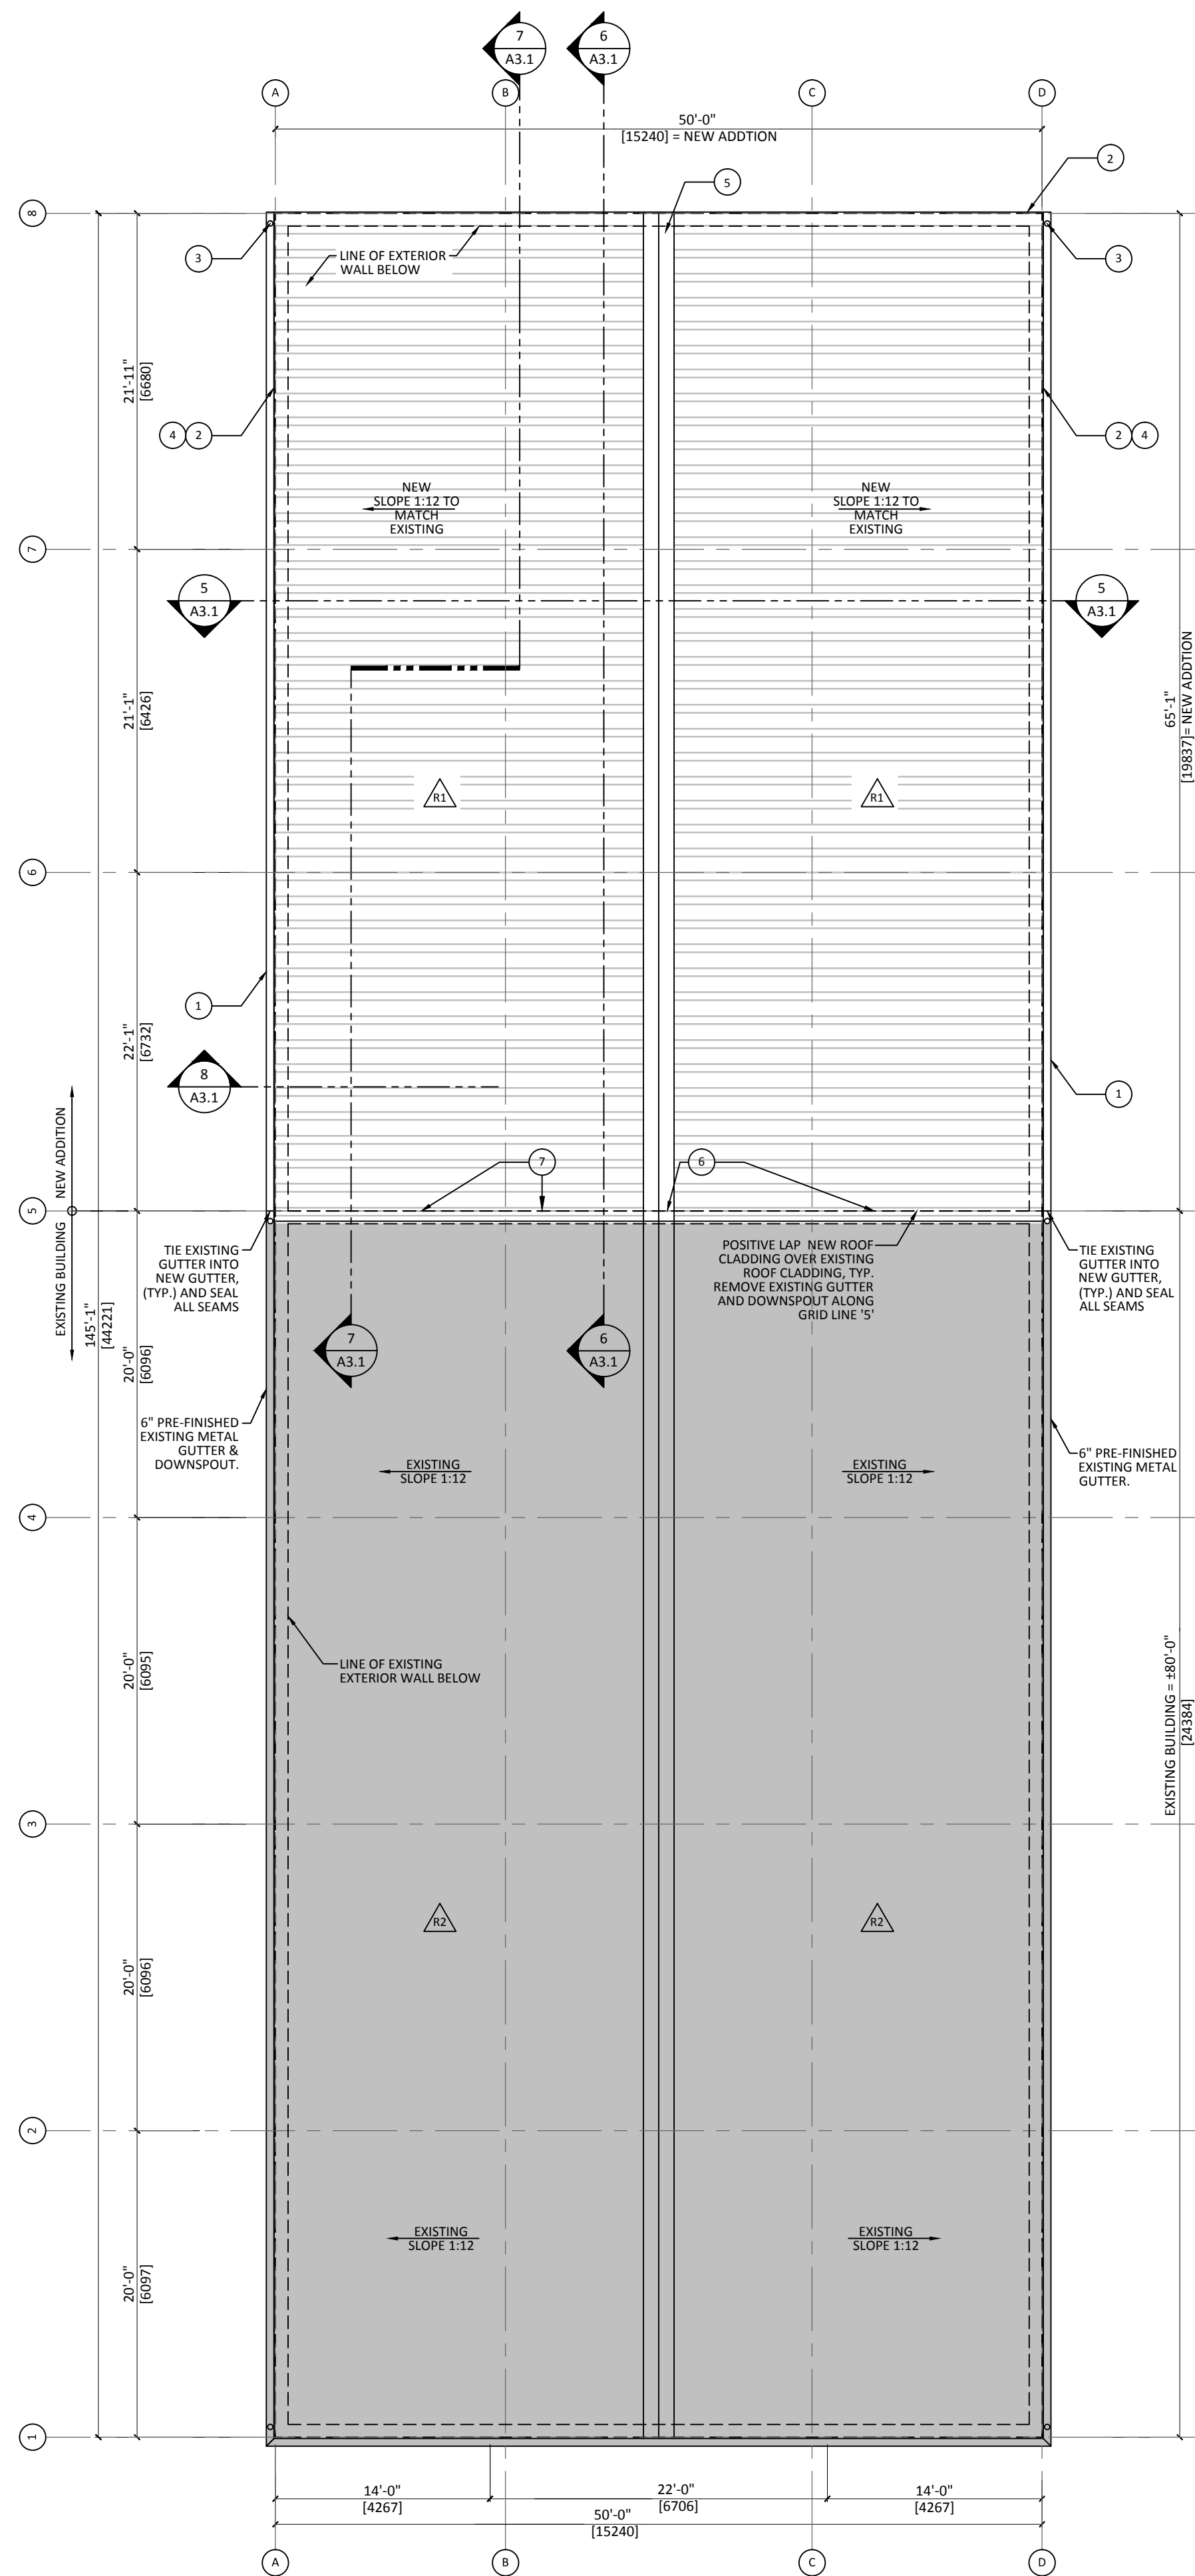 7
A3.1
6
A3.1
A
B
C
D
50'-0"
[15240] = NEW ADDTION
2
5
8
3
LINE OF EXTERIOR
WALL BELOW
3
21'-11"
[6680]
4
2
2
4
NEW
SLOPE 1:12 TO
MATCH
EXISTING
NEW
SLOPE 1:12 TO
MATCH
EXISTING
7
5
A3.1
5
A3.1
65'-1"
[19837]= NEW ADDTION
21'-1"
[6426]
R1
R1
6
1
22'-1"
[6732]
8
A3.1
1
NEW ADDITION
EXISTING BUILDING
7
6
5
TIE EXISTING
GUTTER INTO
NEW GUTTER,
(TYP.) AND SEAL
ALL SEAMS
POSITIVE LAP NEW ROOF
CLADDING OVER EXISTING
ROOF CLADDING, TYP.
REMOVE EXISTING GUTTER
AND DOWNSPOUT ALONG
GRID LINE '5'
TIE EXISTING
GUTTER INTO
NEW GUTTER,
(TYP.) AND SEAL
ALL SEAMS
145'-1"
[44221]
7
A3.1
6
A3.1
20'-0"
[6096]
6" PRE-FINISHED
EXISTING METAL
GUTTER &
DOWNSPOUT.
6" PRE-FINISHED
EXISTING METAL
GUTTER.
EXISTING
SLOPE 1:12
EXISTING
SLOPE 1:12
4
LINE OF EXISTING
EXTERIOR WALL BELOW
20'-0"
[6095]
EXISTING BUILDING = ±80'-0"
[24384]
3
R2
R2
20'-0"
[6096]
2
EXISTING
SLOPE 1:12
EXISTING
SLOPE 1:12
20'-0"
[6097]
1
14'-0"
[4267]
22'-0"
[6706]
14'-0"
[4267]
50'-0"
[15240]
A
B
C
D